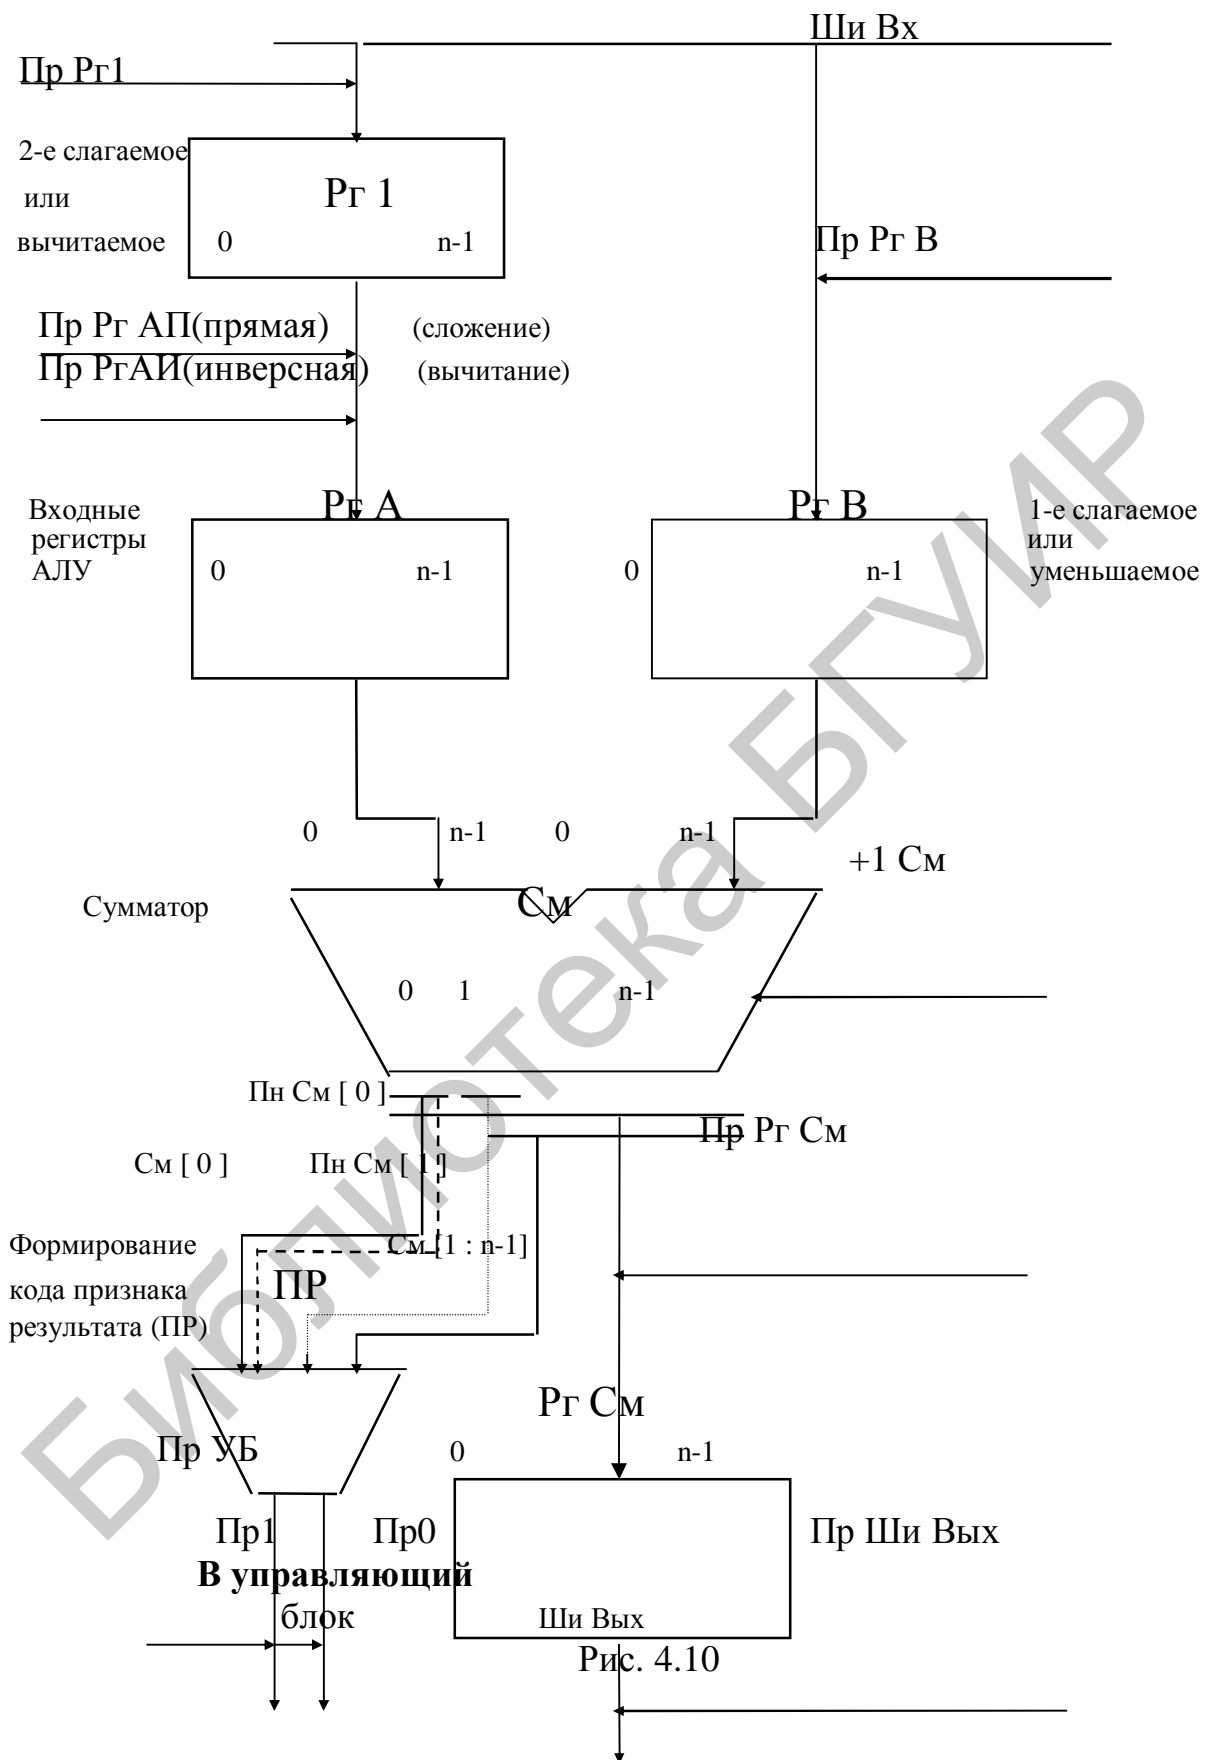 Ши Вх
Пр Рг1
2-е слагаемое
или
вычитаемое
Рг 1
0 n-1
Пр Рг В
Пр Рг АП(прямая) (сложение)
Пр РгАИ(инверсная) (вычитание)
Входные
регистры
АЛУ
Рг А
0 n-1
Рг В
0 n-1
1-е слагаемое
или
уменьшаемое
0 n-1 0 n-1
+1 См
Сумматор
См
0 1 n-1
Пн См [ 0 ]
Пр Рг См
См [ 0 ] Пн См [ 1 ]
Формирование
кода признака
результата (ПР)
См [1 : n-1]
ПР
Рг См
Пр УБ
0 n-1
Пр1 Пр0
Пр Ши Вых
В управляющий
блок
Ши Вых
Рис. 4.10
Библиотека БГУИР